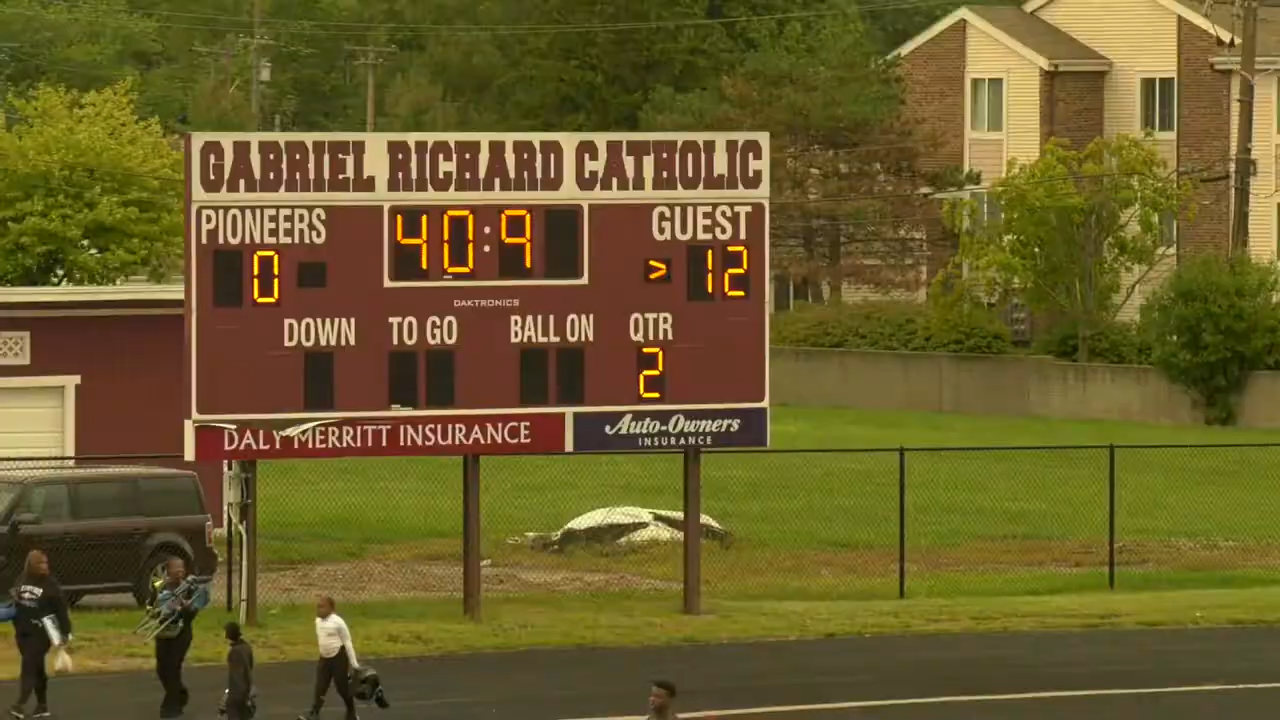 GABRIEL RICHARD CATHOLIC
PIONEERS 40:9 GUEST
0 > 12
DAKTRONICS
DOWN TO GO BALL ON QTR
2
DALY MERRITT INSURANCE
Auto-Owners
INSURANCE